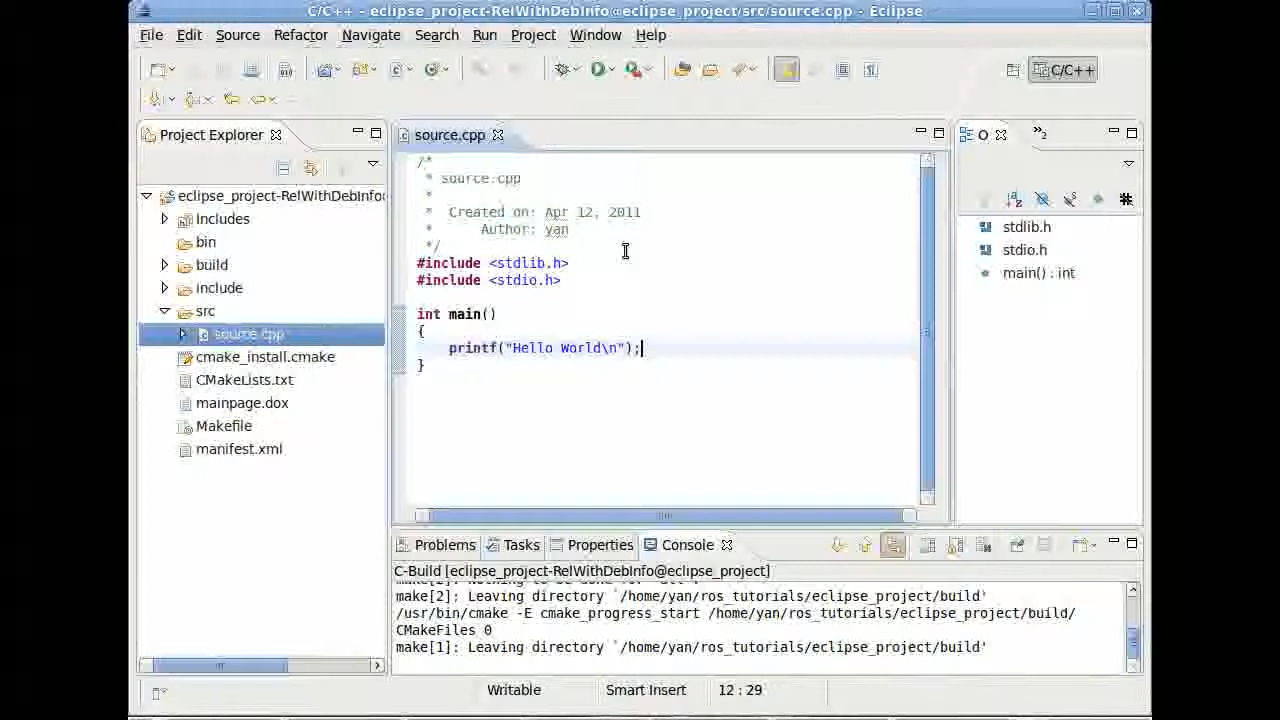 C/C++ - eclipse_project-RelWithDebInfo@eclipse_project/src/source.cpp - Eclipse
File Edit Source Refactor Navigate Search Run Project Window Help
C/C++
Project Explorer
source.cpp
O
»2
eclipse_project-RelWithDebInfo
Includes
bin
build
include
src
source.cpp
cmake_install.cmake
CMakeLists.txt
mainpage.dox
Makefile
manifest.xml
/*
* source.cpp
*
* Created on: Apr 12, 2011
* Author: yan
*/
#include <stdlib.h>
#include <stdio.h>
int main()
{
printf("Hello World\n");
}
stdlib.h
stdio.h
main() : int
Problems Tasks Properties Console
C-Build [eclipse_project-RelWithDebInfo@eclipse_project]
make[2]: Leaving directory `/home/yan/ros_tutorials/eclipse_project/build'
/usr/bin/cmake -E cmake_progress_start /home/yan/ros_tutorials/eclipse_project/build/
CMakeFiles 0
make[1]: Leaving directory `/home/yan/ros_tutorials/eclipse_project/build'
Writable Smart Insert 12 : 29